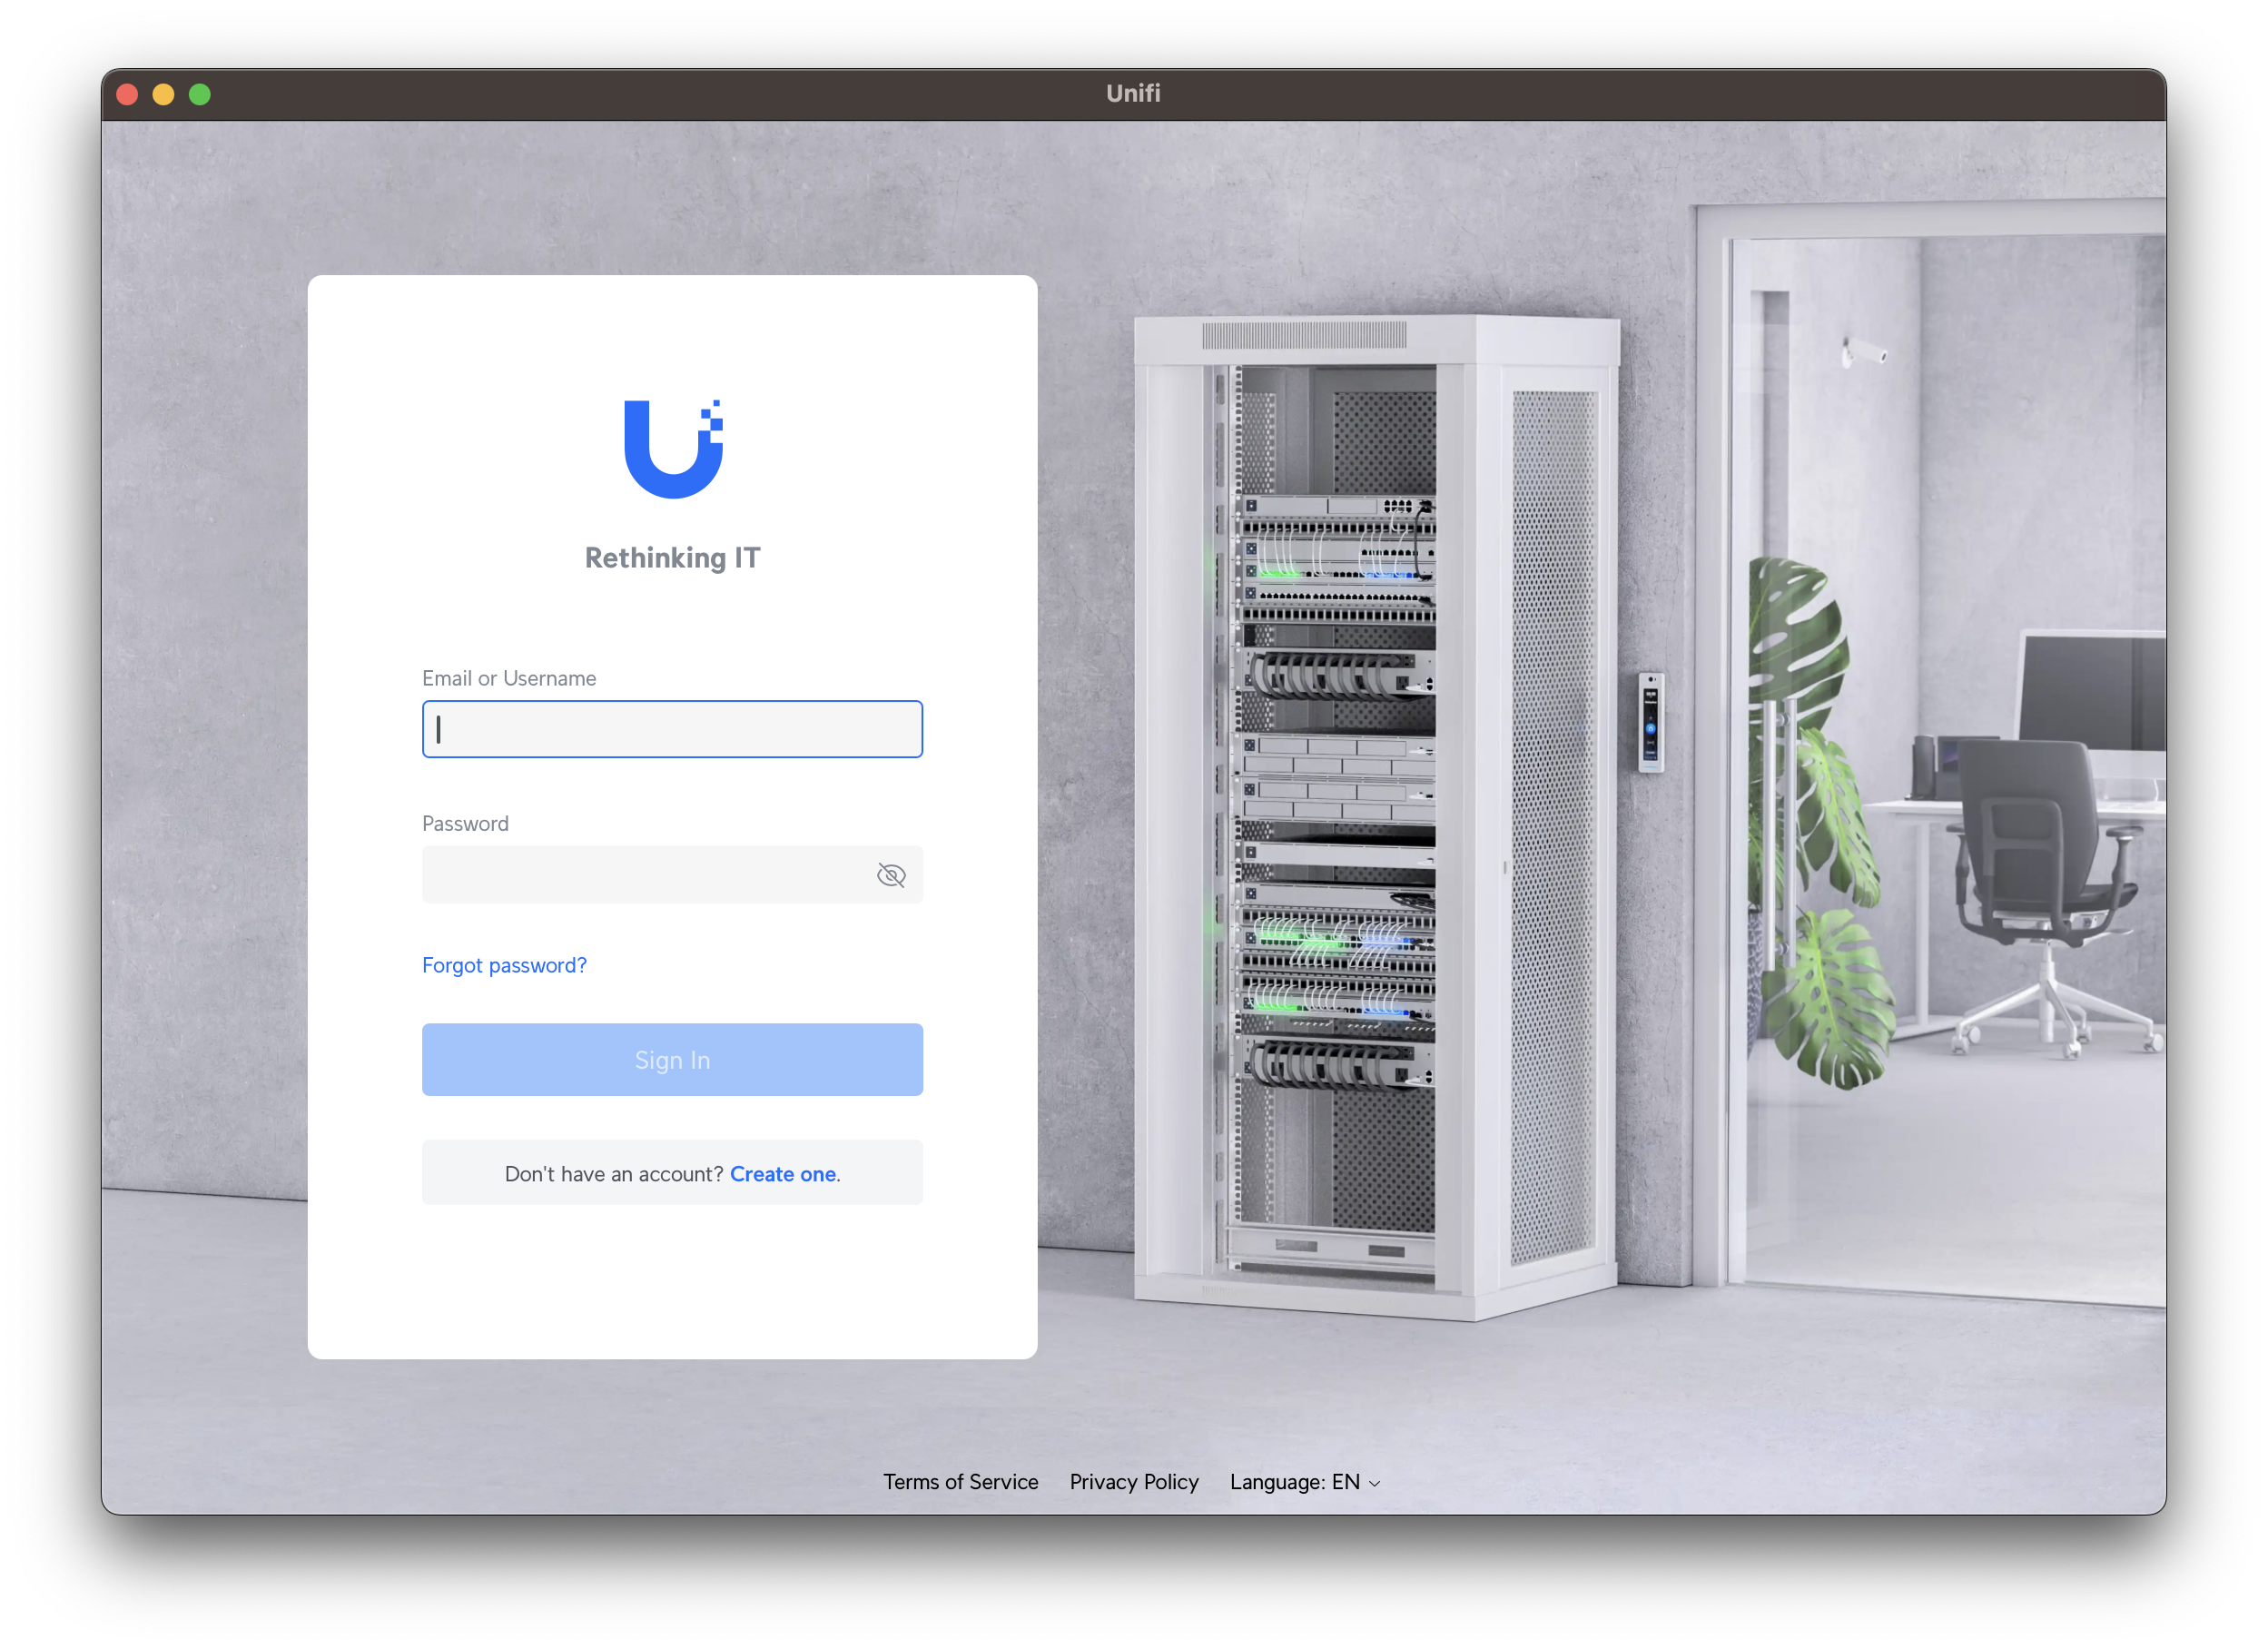 Unifi
Rethinking IT
Email or Username
Password
Forgot password?
Sign In
Don't have an account? Create one.
Terms of Service Privacy Policy Language: EN